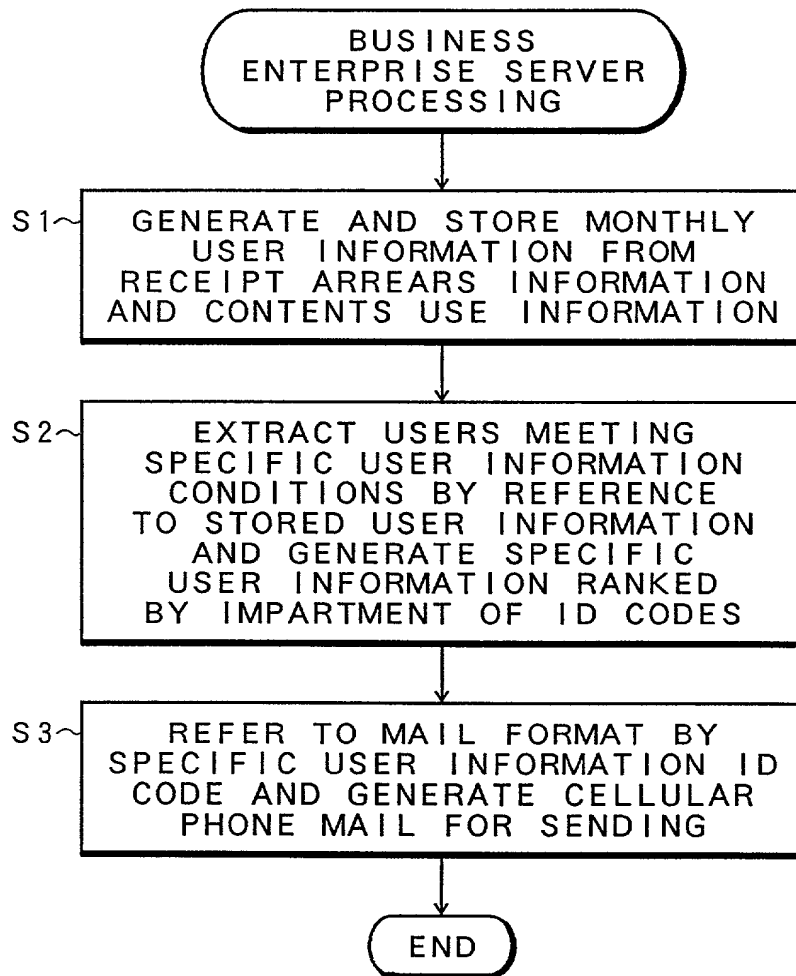 BUSINESS
ENTERPRISE SERVER
PROCESSING
S1
GENERATE AND STORE MONTHLY
USER INFORMATION FROM
RECEIPT ARREARS INFORMATION
AND CONTENTS USE INFORMATION
S2
EXTRACT USERS MEETING
SPECIFIC USER INFORMATION
CONDITIONS BY REFERENCE
TO STORED USER INFORMATION
AND GENERATE SPECIFIC
USER INFORMATION RANKED
BY IMPARTMENT OF ID CODES
S3
REFER TO MAIL FORMAT BY
SPECIFIC USER INFORMATION ID
CODE AND GENERATE CELLULAR
PHONE MAIL FOR SENDING
END